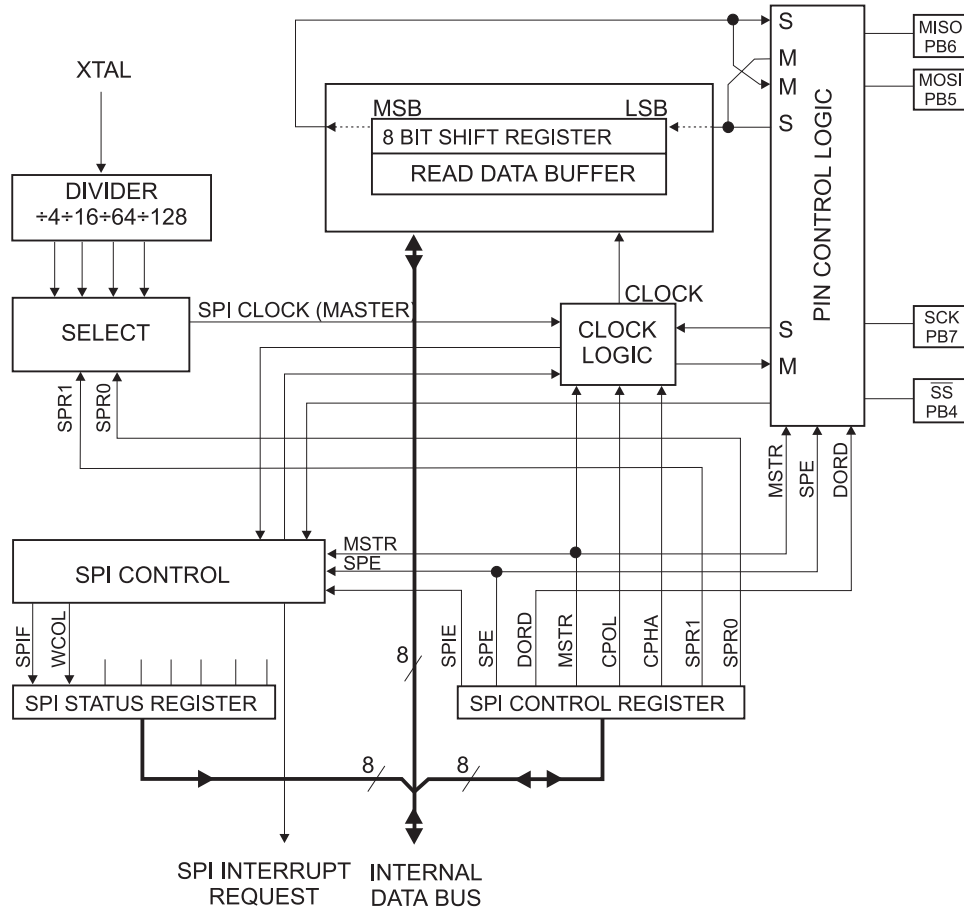 S
MISO
PB6
XTAL
M
M
MOSI
PB5
MSB
LSB
S
8 BIT SHIFT REGISTER
READ DATA BUFFER
DIVIDER
÷4÷16÷64÷128
PIN CONTROL LOGIC
SPI CLOCK (MASTER)
CLOCK
SELECT
CLOCK
LOGIC
S
M
SCK
PB7
SS
PB4
SPR1
SPR0
MSTR
SPE
DORD
SPI CONTROL
MSTR
SPE
SPIF
WCOL
8
SPIE
SPE
DORD
MSTR
CPOL
CPHA
SPR1
SPR0
SPI STATUS REGISTER
SPI CONTROL REGISTER
8
8
SPI INTERRUPT
REQUEST
INTERNAL
DATA BUS